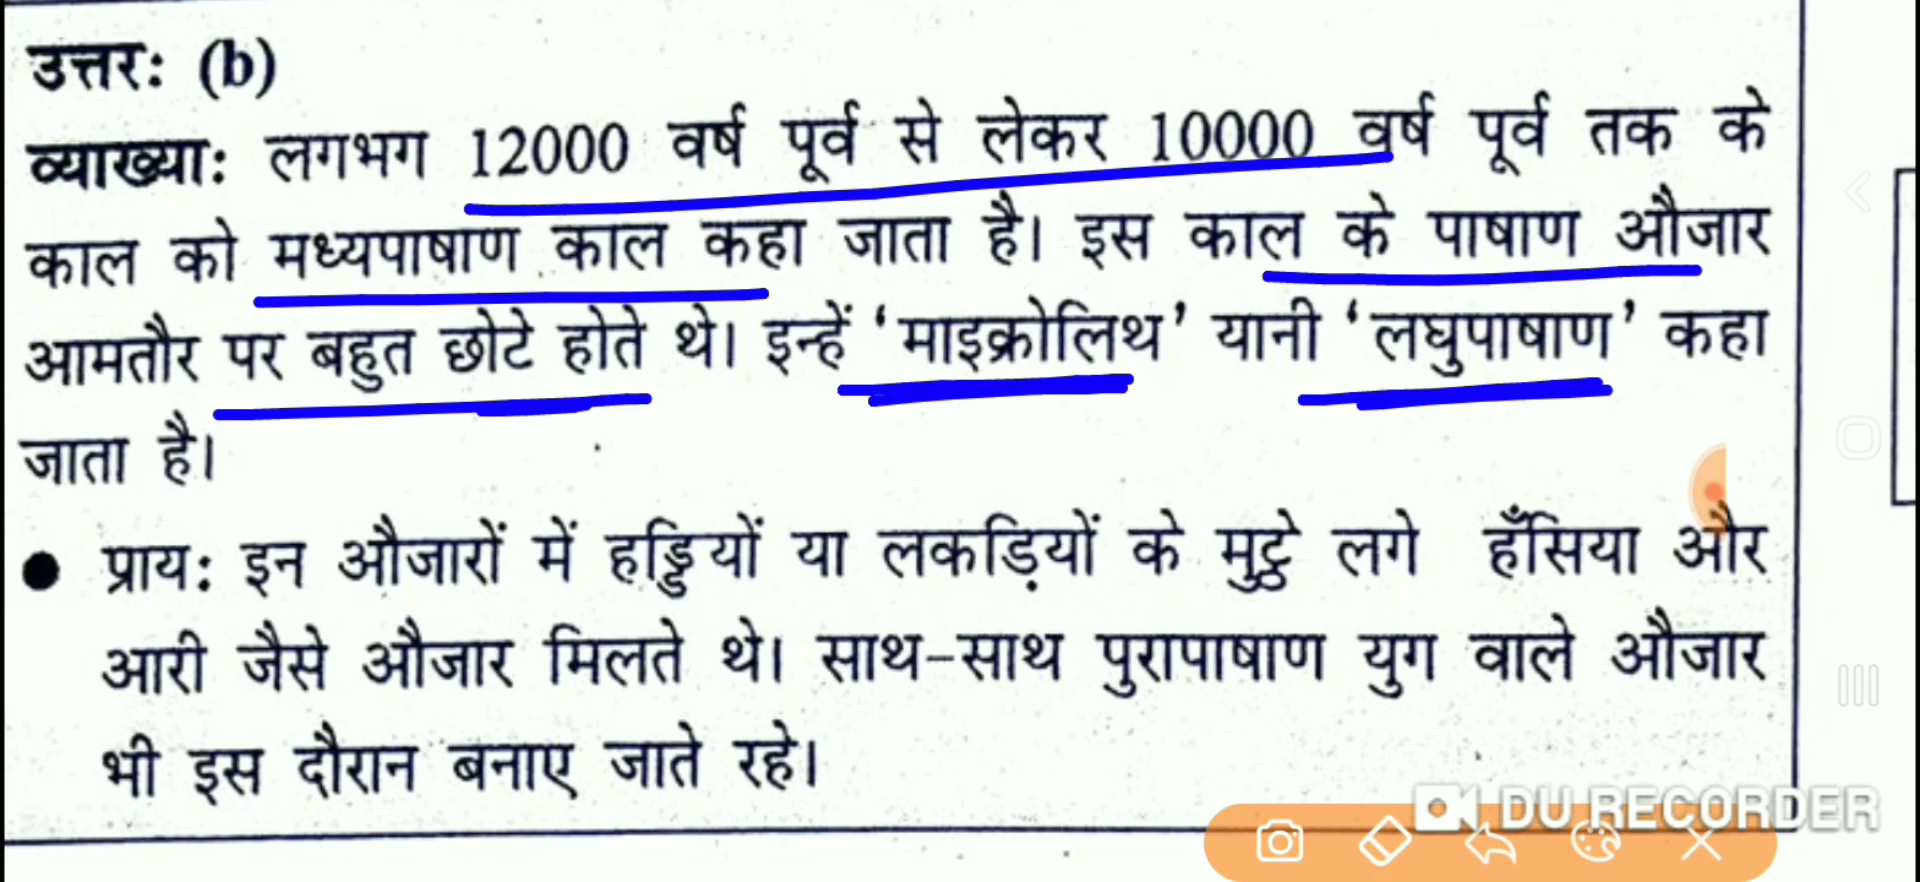 उत्तरः (b)
व्याख्याः लगभग 12000 वर्ष पूर्व से लेकर 10000 वर्ष पूर्व तक के
काल को मध्यपाषाण काल कहा जाता है। इस काल के पाषाण औजार
आमतौर पर बहुत छोटे होते थे। इन्हें ‘माइक्रोलिथ’ यानी ‘लघुपाषाण’ कहा
जाता है।
● प्रायः इन औजारों में हड्डियों या लकड़ियों के मुट्ठे लगे हँसिया और
आरी जैसे औजार मिलते थे। साथ-साथ पुरापाषाण युग वाले औजार
भी इस दौरान बनाए जाते रहे।
DU RECORDER